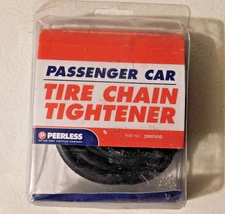 PASSENGER CAR
TIRE CHAIN
TIGHTENER
PEERLESS